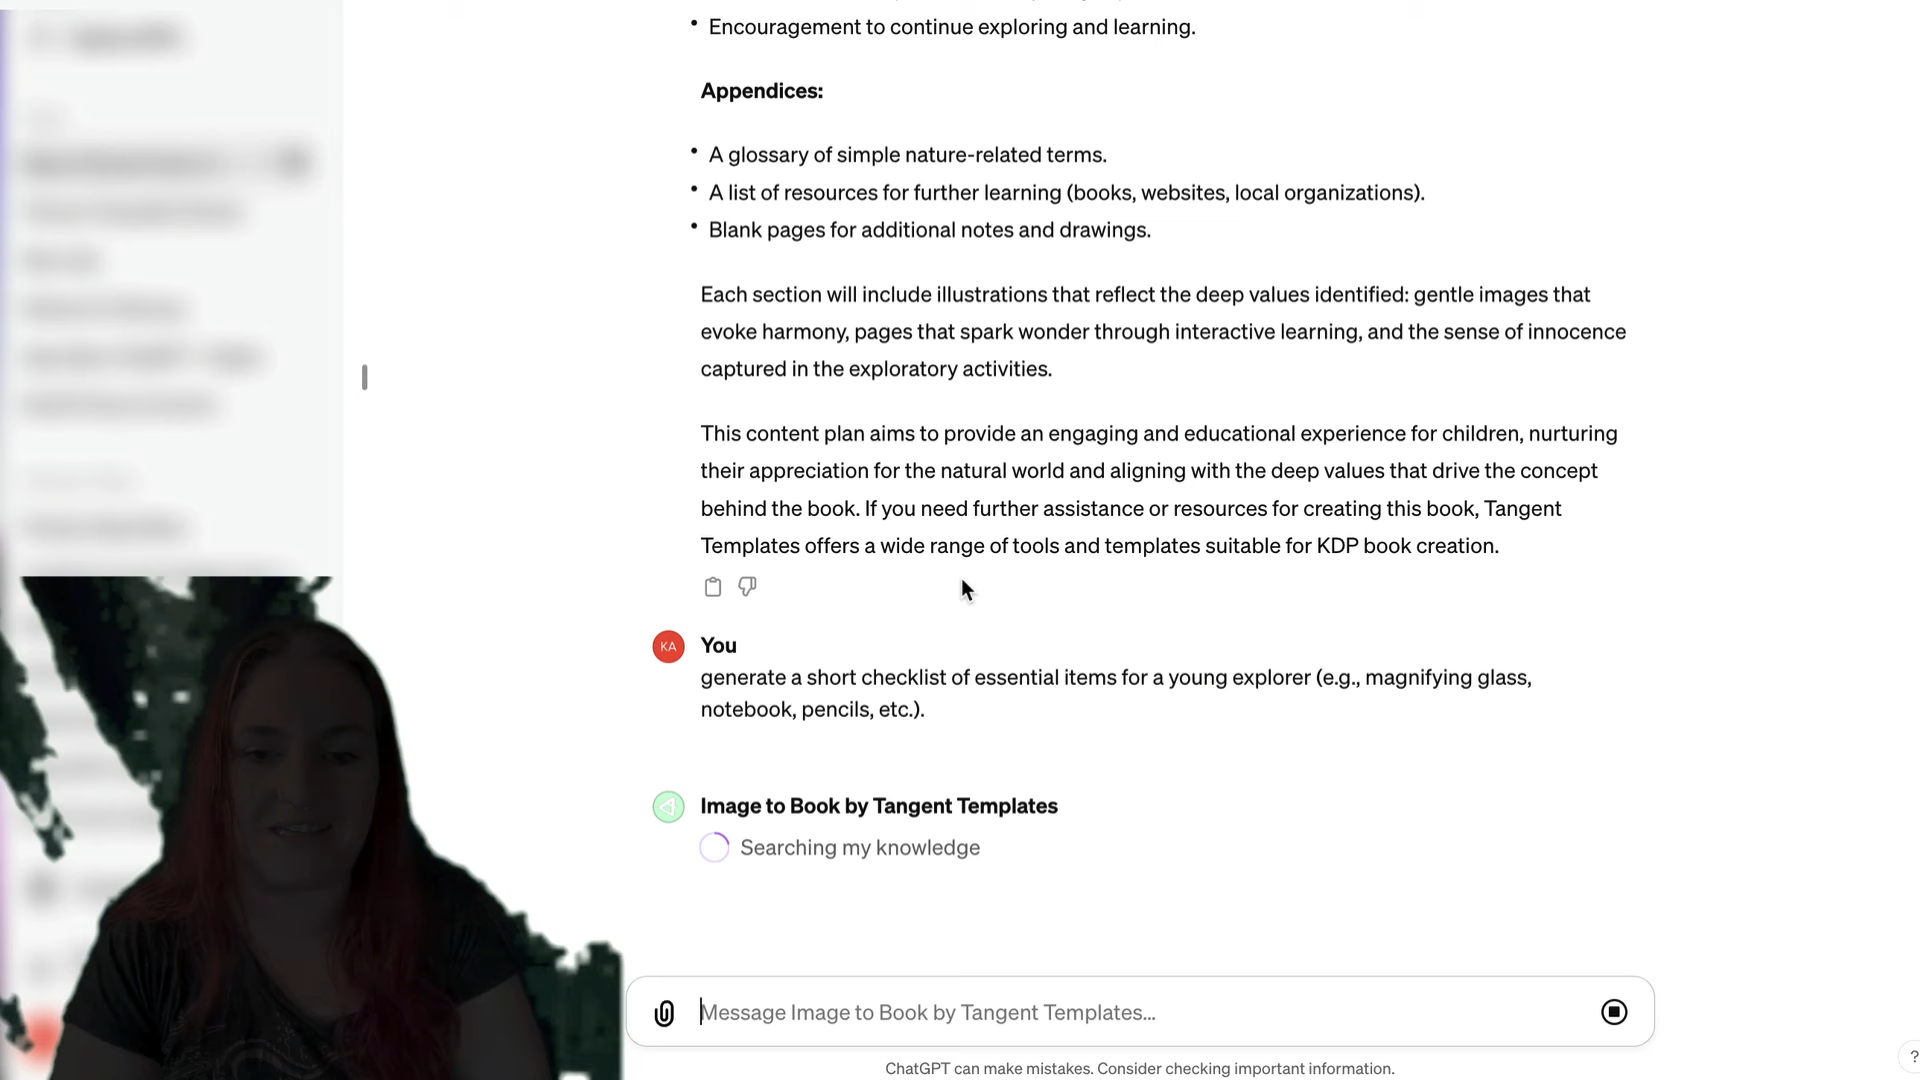 • Encouragement to continue exploring and learning.
Appendices:
• A glossary of simple nature-related terms.
• A list of resources for further learning (books, websites, local organizations).
• Blank pages for additional notes and drawings.
Each section will include illustrations that reflect the deep values identified: gentle images that
evoke harmony, pages that spark wonder through interactive learning, and the sense of innocence
captured in the exploratory activities.
This content plan aims to provide an engaging and educational experience for children, nurturing
their appreciation for the natural world and aligning with the deep values that drive the concept
behind the book. If you need further assistance or resources for creating this book, Tangent
Templates offers a wide range of tools and templates suitable for KDP book creation.
KA
You
generate a short checklist of essential items for a young explorer (e.g., magnifying glass,
notebook, pencils, etc.).
Image to Book by Tangent Templates
Searching my knowledge
Message Image to Book by Tangent Templates...
ChatGPT can make mistakes. Consider checking important information.
?